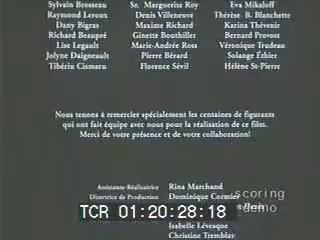 Sylvain Brosseau Sr. Marguerite Roy Eva Mikaloff
Raymond Leroux Denis Villeneuve Thérèse B. Blanchette
Dany Bigras Maxime Richard Karina Thévenir
Richard Beaupré Ginette Bouthiller Bernard Provost
Lise Legault Marie-Andrée Ross Véronique Trudeau
Jolyne Daigneault Pierre Bérard Solange Éthier
Tibériu Cismaru Florence Sévil Hélène St-Pierre
Nous tenons à remercier spécialement les centaines de figurants
qui ont fait équipe avec nous pour la réalisation de ce film.
Merci de votre présence et de votre collaboration!
Assistante-Réalisatrice Rina Marchand
Directrice de Production Dominique Cormier
scoring
demo
TCR 01:20:28:18
Isabelle Lévesque
Christine Tremblay